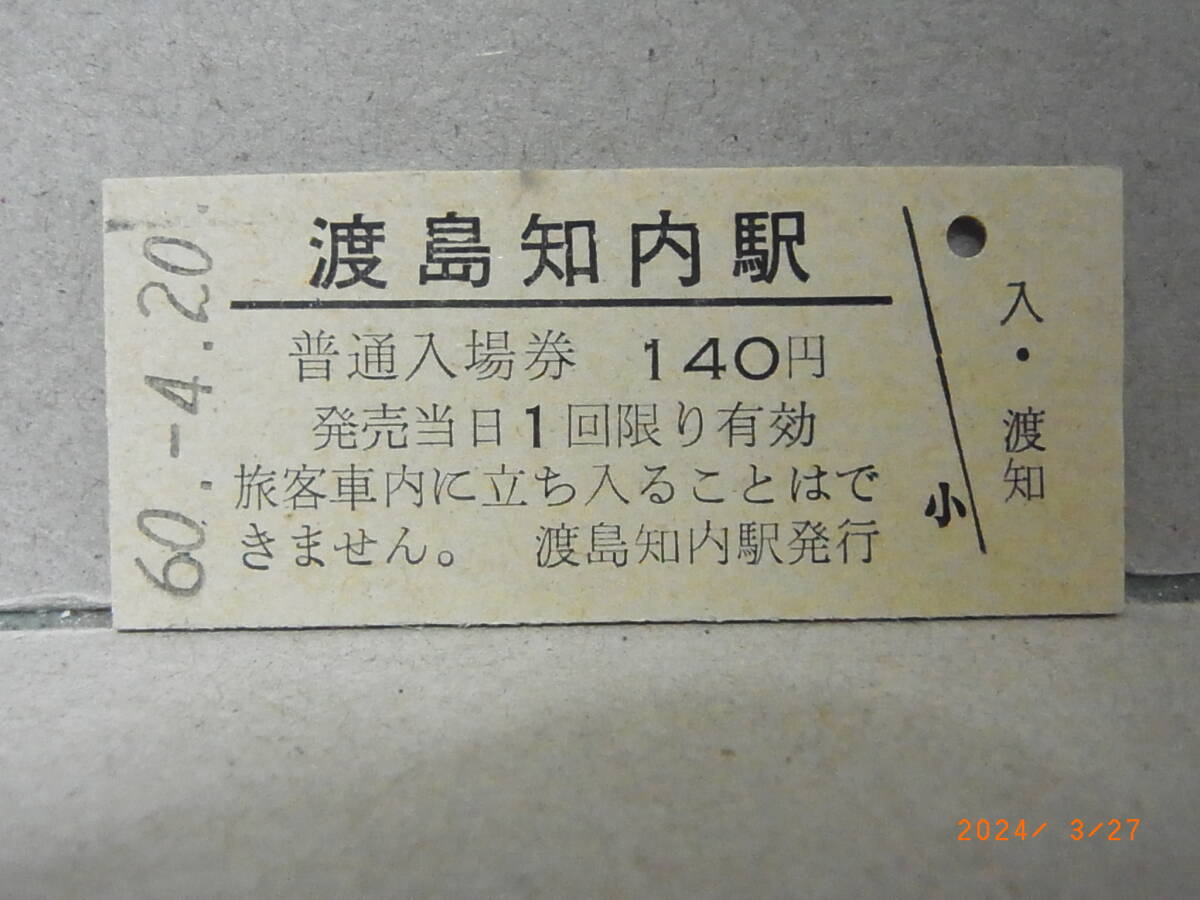 60.-4.20
渡島知内駅
普通入場券 140円
発売当日1回限り有効
旅客車内に立ち入ることはで
きません。 渡島知内駅発行
小
入・渡知
2024/ 3/27